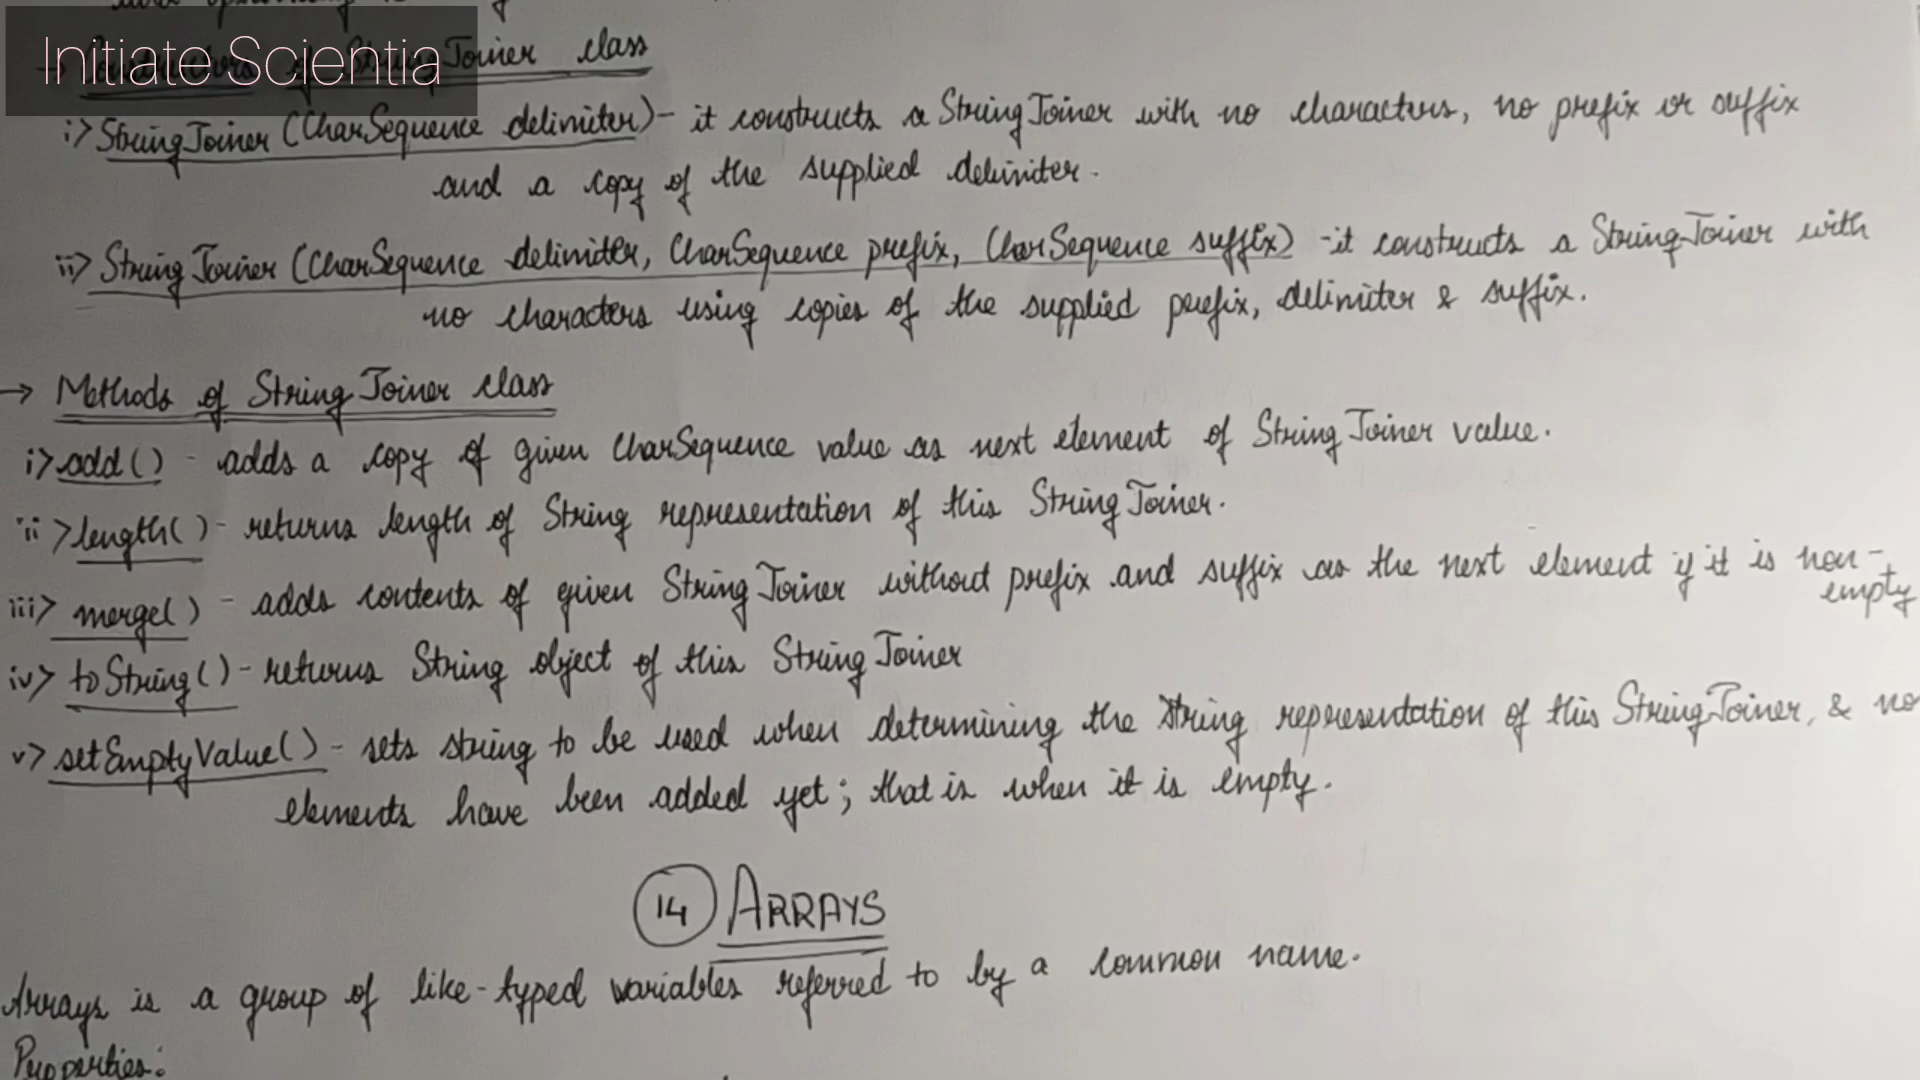 Initiate Scientia
→ Constructors of StringJoiner class
i> StringJoiner (CharSequence delimiter) - it constructs a StringJoiner with no characters, no prefix or suffix
and a copy of the supplied delimiter.
ii> StringJoiner (CharSequence delimiter, CharSequence prefix, CharSequence suffix) - it constructs a StringJoiner with
no characters using copies of the supplied prefix, delimiter & suffix.
→ Methods of StringJoiner class
i> add() - adds a copy of given CharSequence value as next element of StringJoiner value.
ii> length() - returns length of String representation of this StringJoiner.
iii> merge() - adds contents of given StringJoiner without prefix and suffix as the next element if it is non-
empty
iv> toString() - returns String object of this StringJoiner
v> setEmptyValue() - sets string to be used when determining the string representation of this StringJoiner, & no
elements have been added yet; that is when it is empty.
14 ARRAYS
Arrays is a group of like-typed variables referred to by a common name.
Properties: